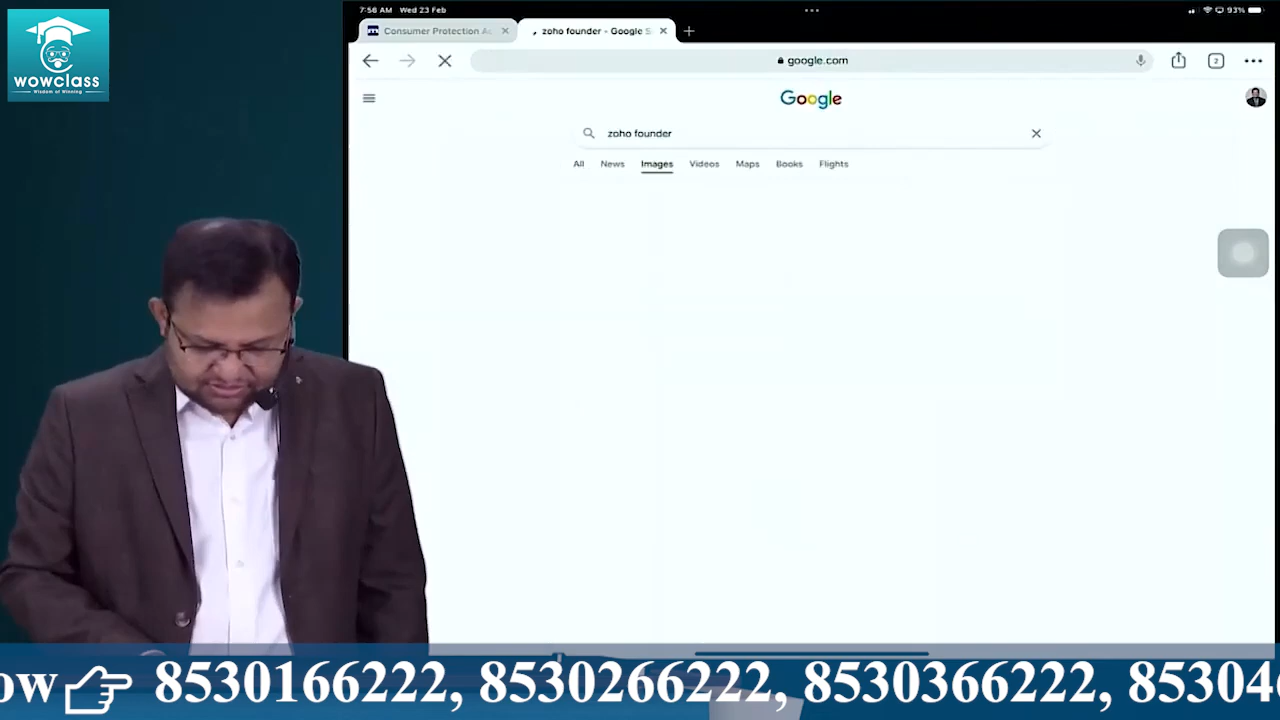 wowclass
Wisdom of Winning
7:56 AM Wed 23 Feb
93%
Consumer Protection Ac
zoho founder - Google S
google.com
2
Google
zoho founder
All News Images Videos Maps Books Flights
ow 8530166222, 8530266222, 8530366222, 85304